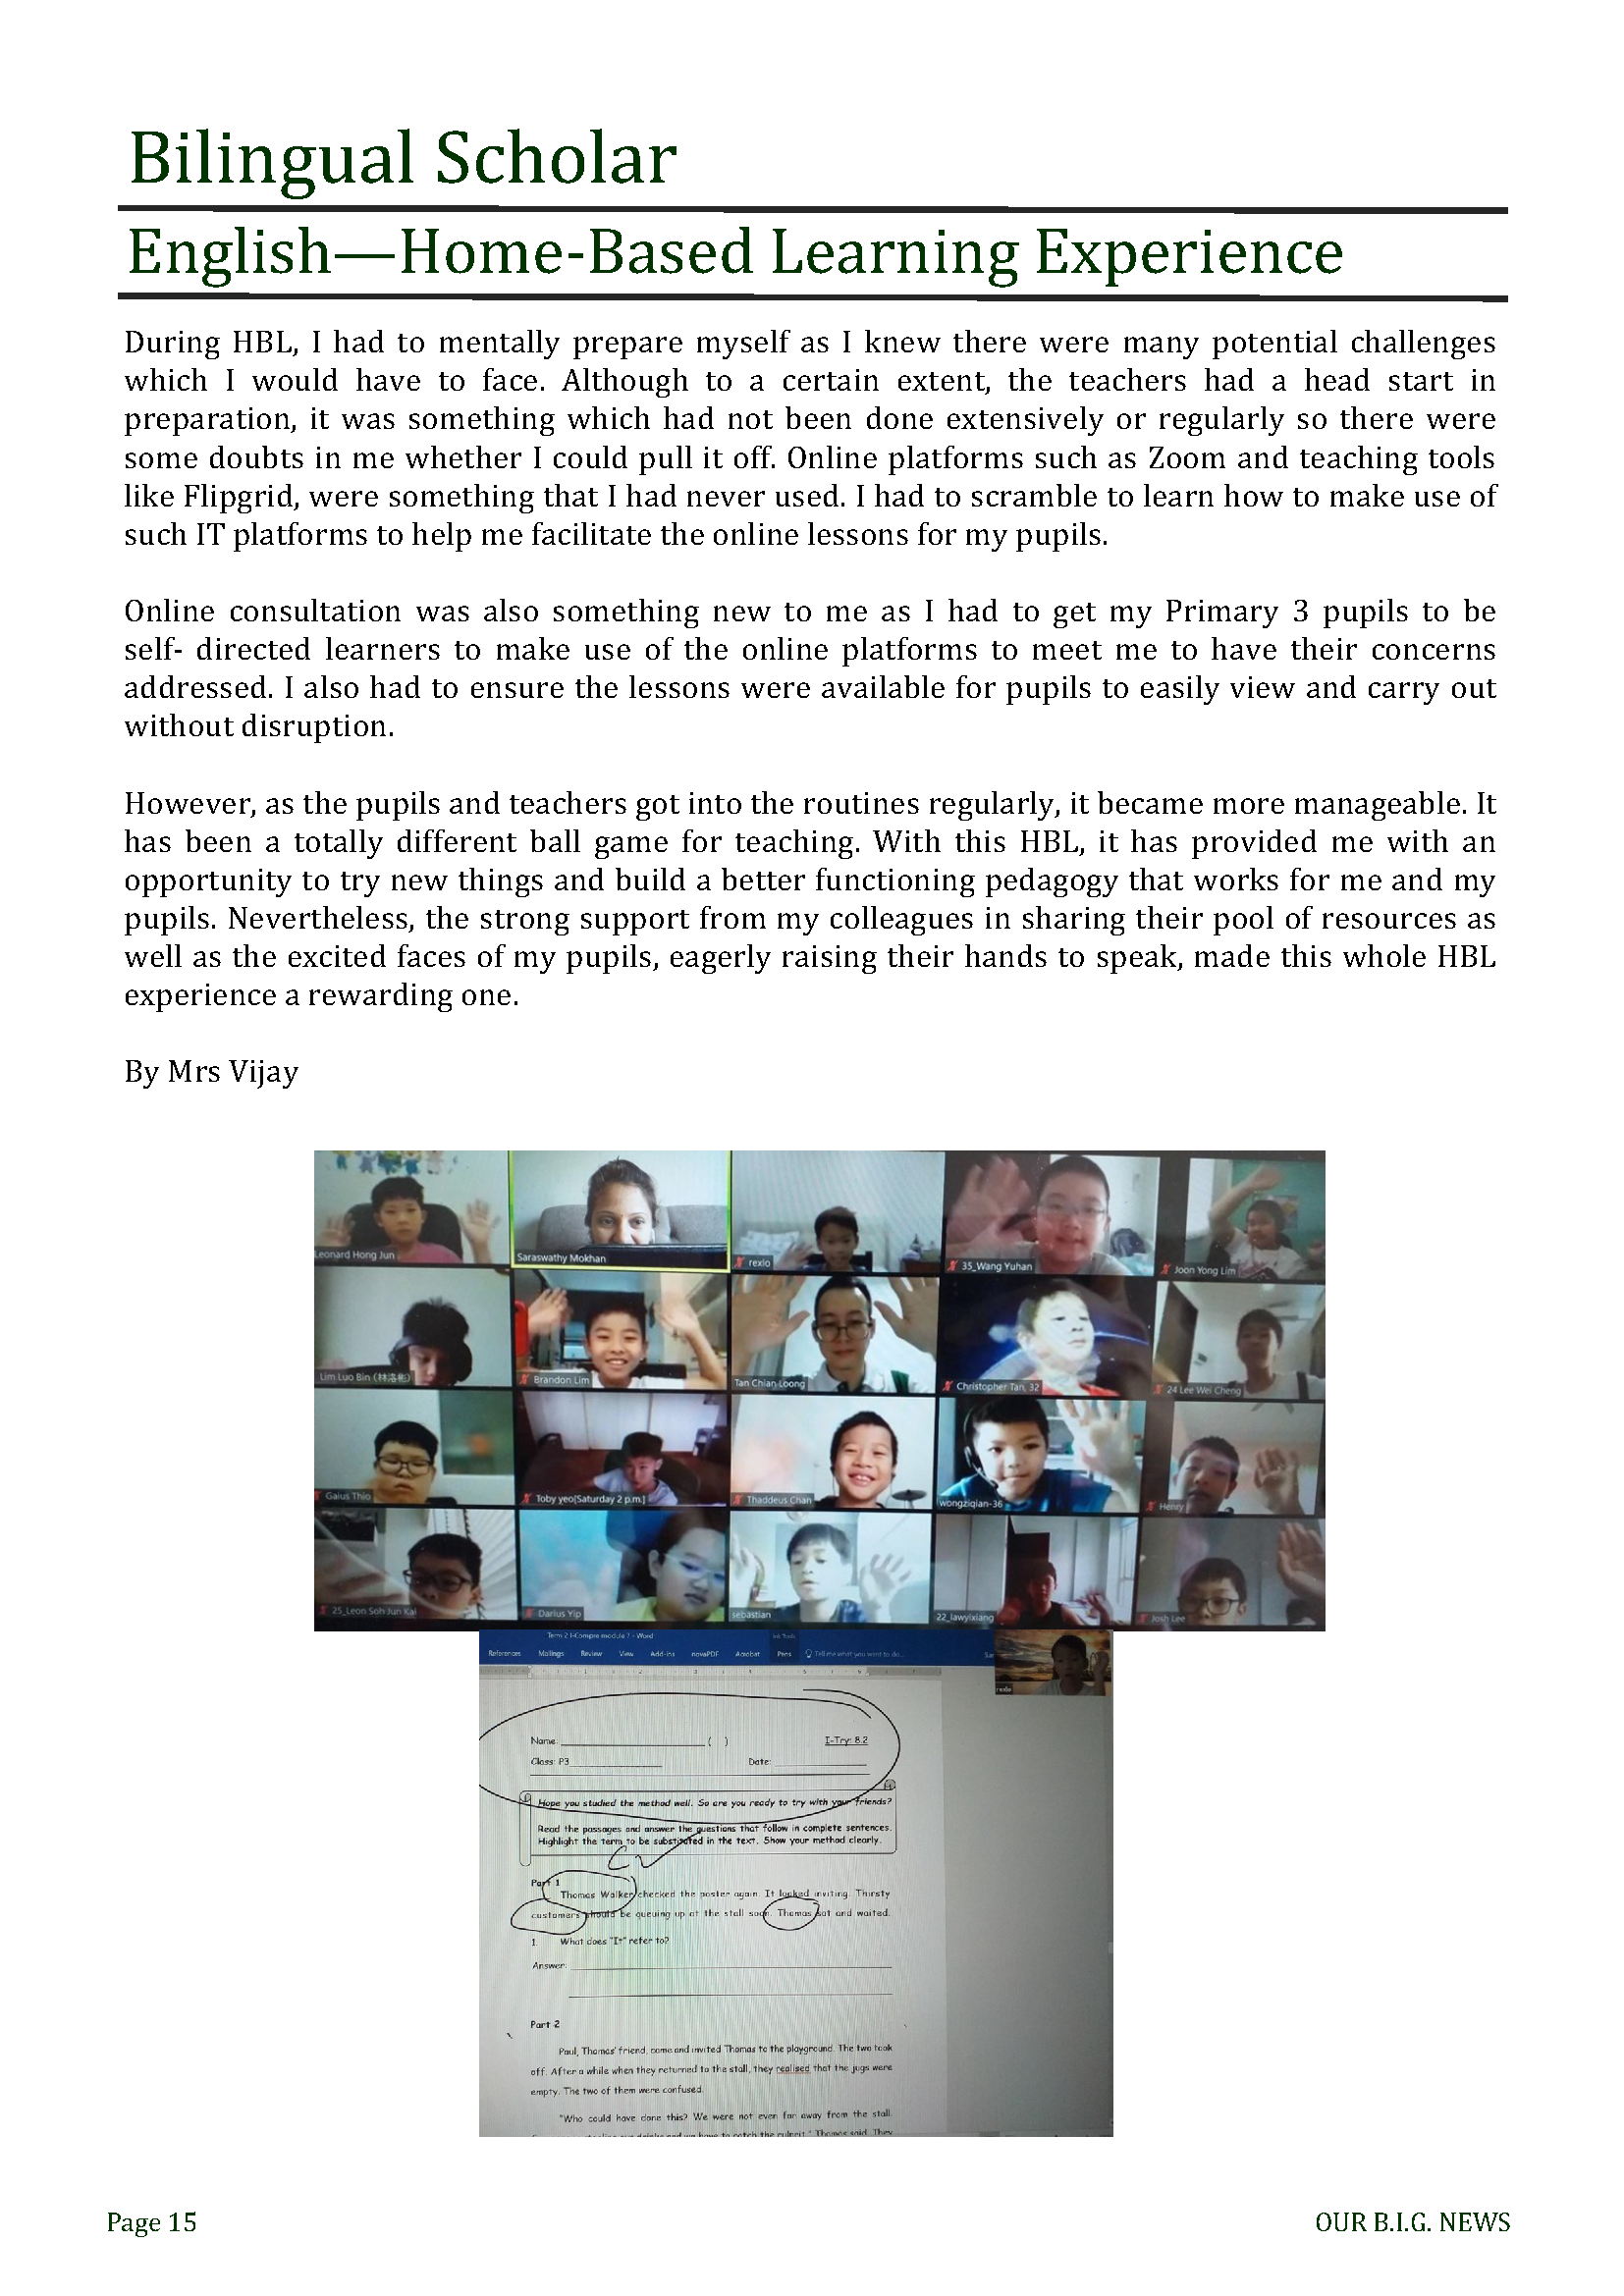 Bilingual Scholar
English—Home-Based Learning Experience
During HBL, I had to mentally prepare myself as I knew there were many potential challenges
which I would have to face. Although to a certain extent, the teachers had a head start in
preparation, it was something which had not been done extensively or regularly so there were
some doubts in me whether I could pull it off. Online platforms such as Zoom and teaching tools
like Flipgrid, were something that I had never used. I had to scramble to learn how to make use of
such IT platforms to help me facilitate the online lessons for my pupils.
Online consultation was also something new to me as I had to get my Primary 3 pupils to be
self- directed learners to make use of the online platforms to meet me to have their concerns
addressed. I also had to ensure the lessons were available for pupils to easily view and carry out
without disruption.
However, as the pupils and teachers got into the routines regularly, it became more manageable. It
has been a totally different ball game for teaching. With this HBL, it has provided me with an
opportunity to try new things and build a better functioning pedagogy that works for me and my
pupils. Nevertheless, the strong support from my colleagues in sharing their pool of resources as
well as the excited faces of my pupils, eagerly raising their hands to speak, made this whole HBL
experience a rewarding one.
By Mrs Vijay
Leonard Hong Jun
Saraswathy Mokhan
rexio
35_Wang Yuhan
Joon Yong Lim
Lim Luo Bin (林洛彬)
Brandon Lim
Tan Chian Loong
Christopher Tan, 32
24 Lee Wei Cheng
Gaius Thio
Toby yeo[Saturday 2 p.m.]
Thaddeus Chan
wongziqian-36
Henry
25_Leon Soh Jun Kai
Darius Yip
sebastian
22_lawyixiang
Josh Lee
Term 2 I-Compre module 7 - Word
References Mailings Review View Add-ins novaPDF Acrobat Pens Tell me what you want to do...
Name: ( ) I-Try: 8.2
Class: P3 Date:
Hope you studied the method well. So are you ready to try with your friends?
Read the passages and answer the questions that follow in complete sentences.
Highlight the term to be substituted in the text. Show your method clearly.
Part 1
Thomas Walker checked the poster again. It looked inviting. Thirsty
customers should be queuing up at the stall soon. Thomas sat and waited.
1. What does "It" refer to?
Answer:
Part 2
Paul, Thomas' friend, came and invited Thomas to the playground. The two took
off. After a while when they returned to the stall, they realised that the jugs were
empty. The two of them were confused.
"Who could have done this? We were not even far away from the stall.
Page 15
OUR B.I.G. NEWS